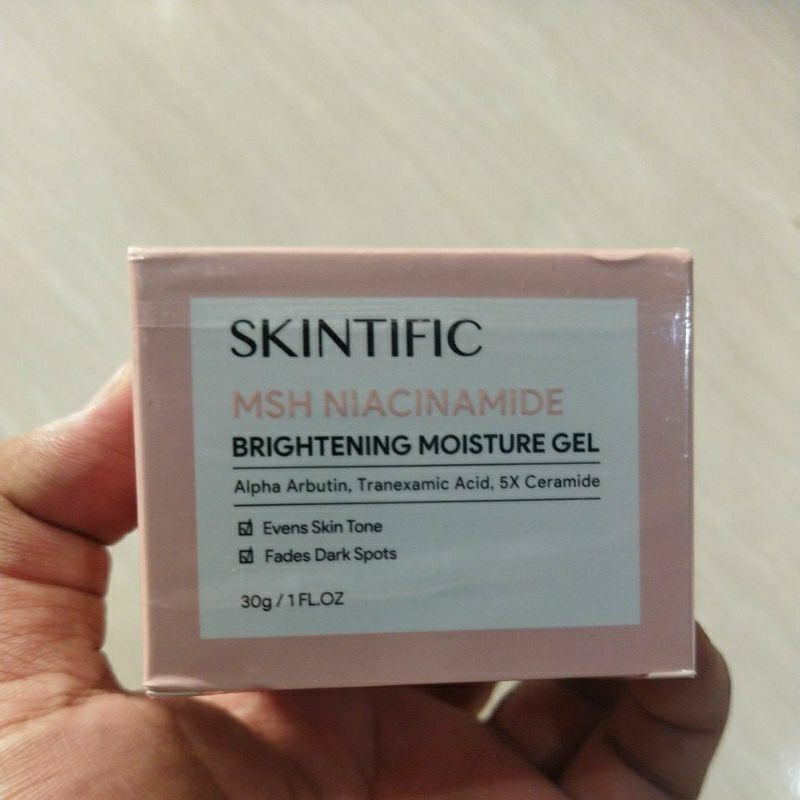 SKINTIFIC
MSH NIACINAMIDE
BRIGHTENING MOISTURE GEL
Alpha Arbutin, Tranexamic Acid, 5X Ceramide
Evens Skin Tone
Fades Dark Spots
30g / 1 FL.OZ